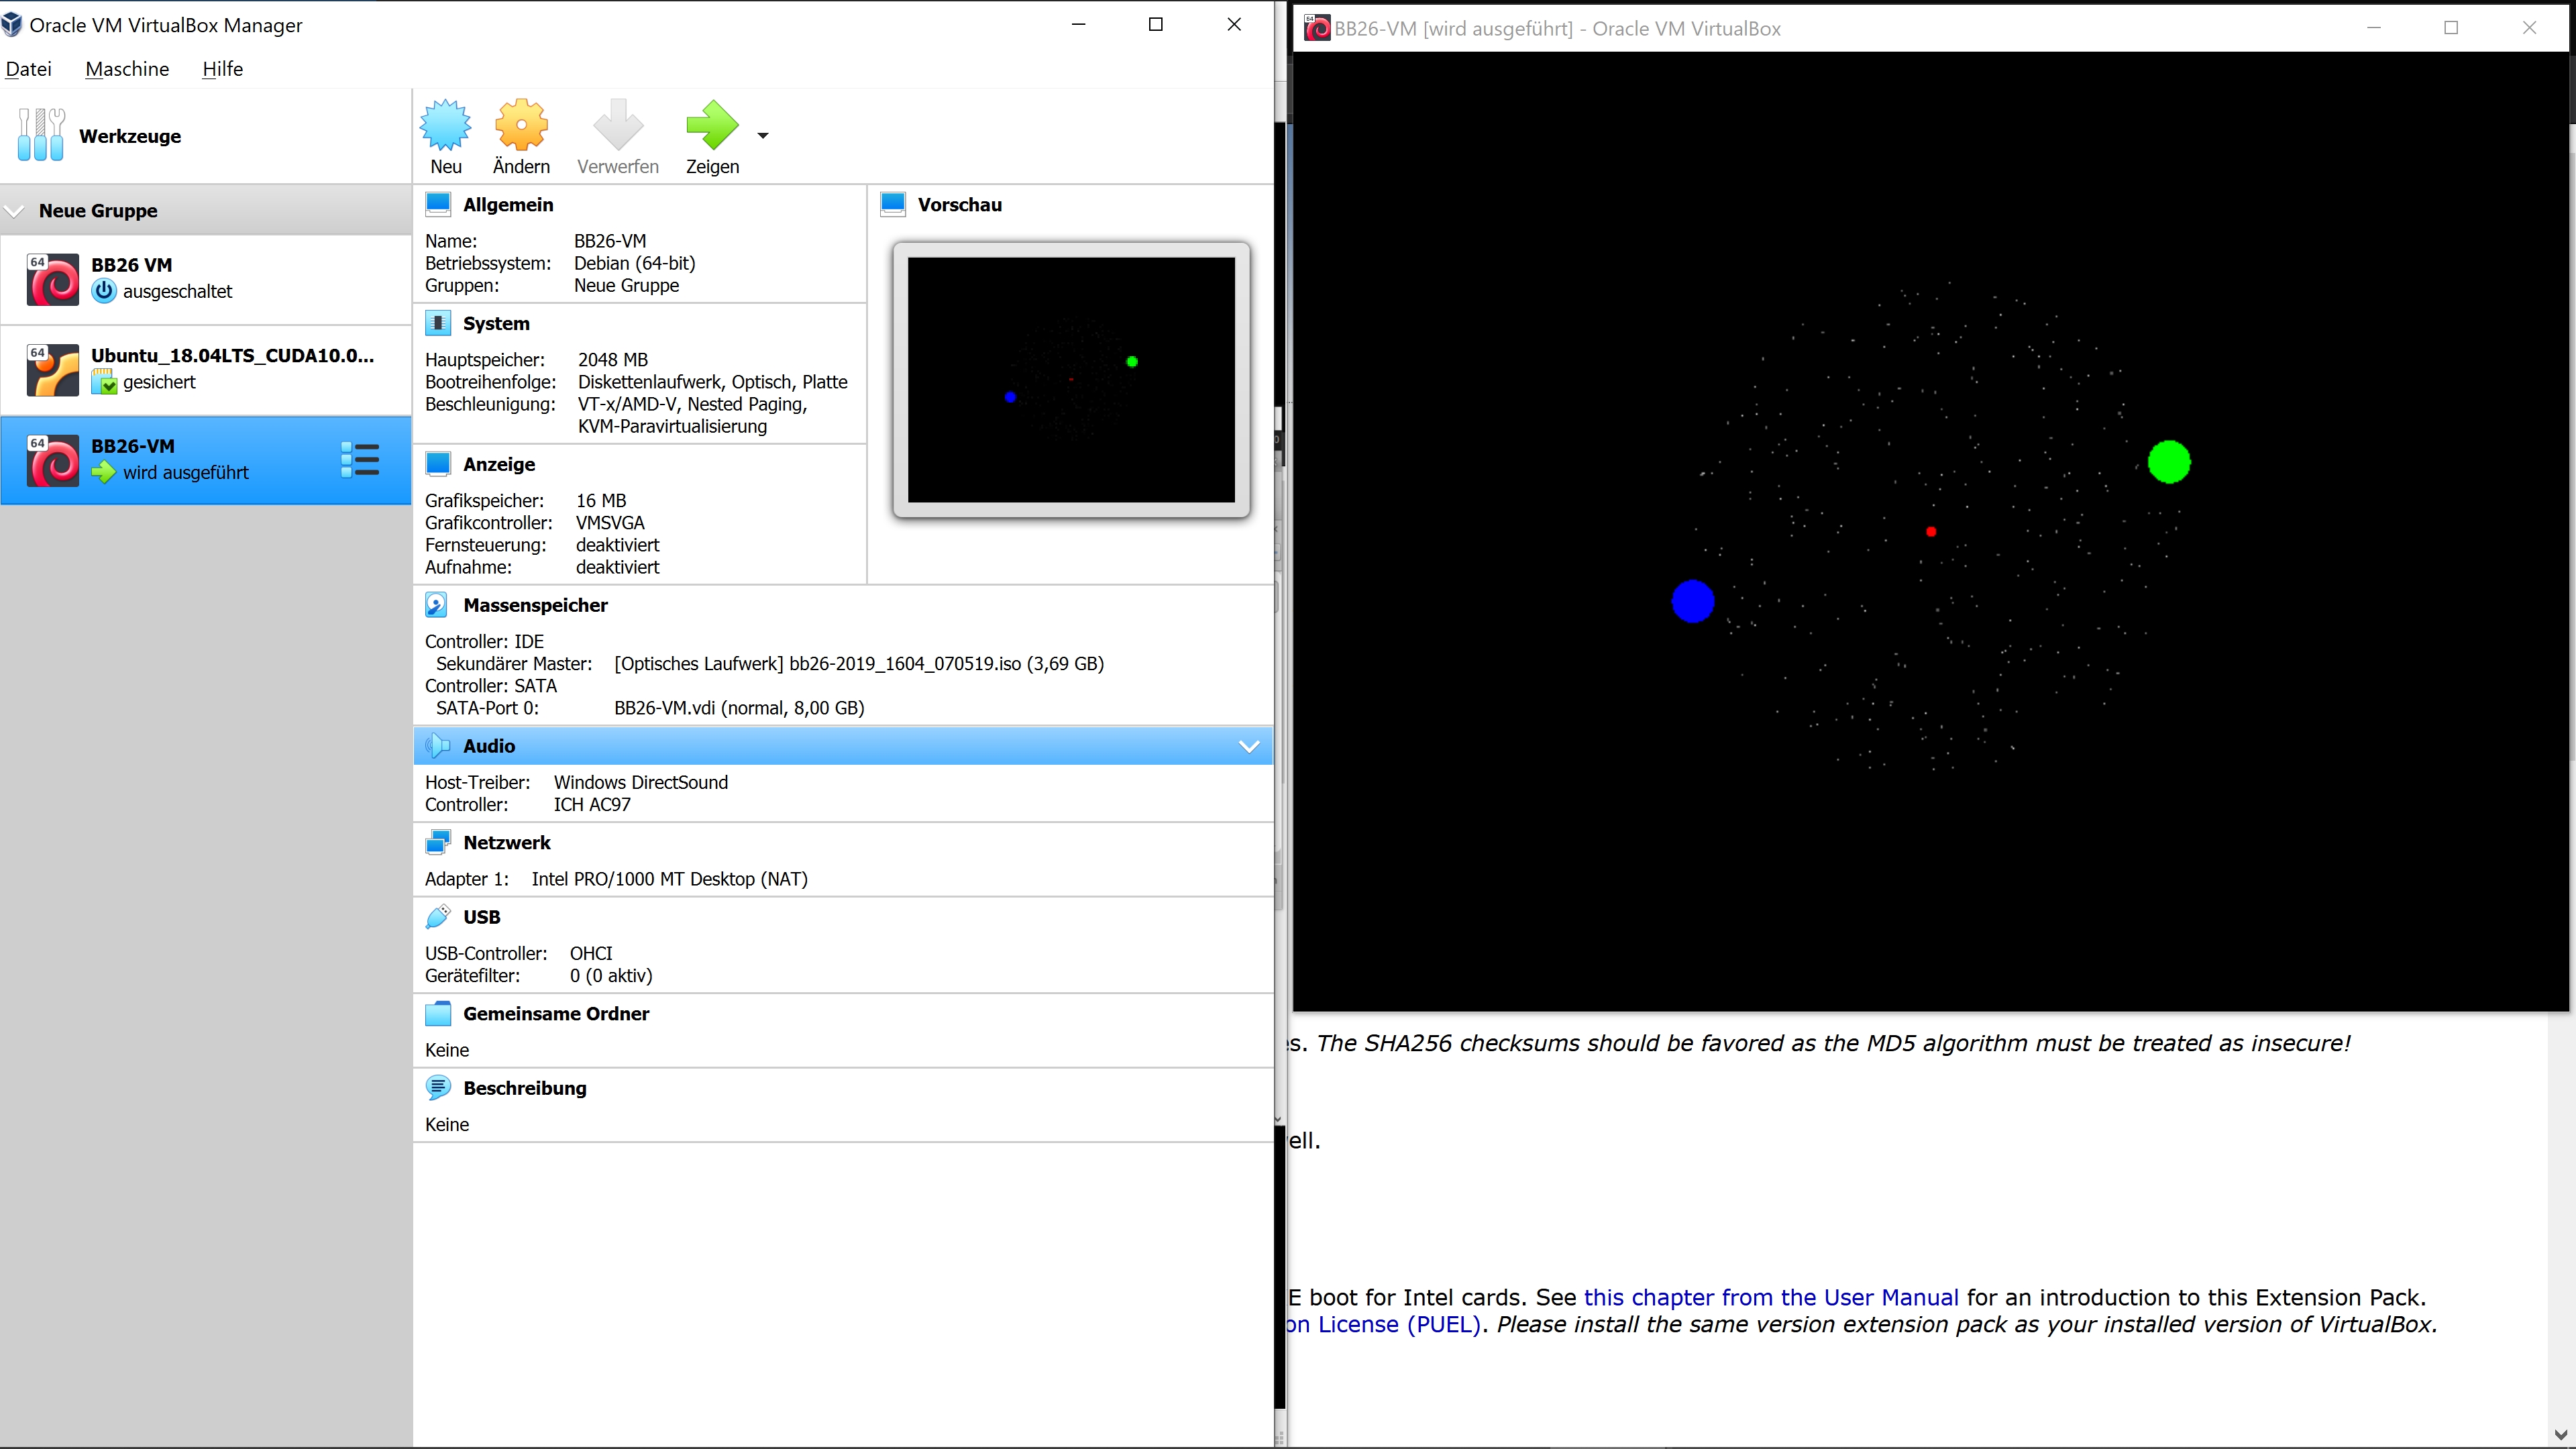 Oracle VM VirtualBox Manager
Datei Maschine Hilfe
Werkzeuge
Neu Ändern Verwerfen Zeigen
Neue Gruppe
64
BB26 VM
ausgeschaltet
64
Ubuntu_18.04LTS_CUDA10.0...
gesichert
64
BB26-VM
wird ausgeführt
Allgemein
Name: BB26-VM
Betriebssystem: Debian (64-bit)
Gruppen: Neue Gruppe
System
Hauptspeicher: 2048 MB
Bootreihenfolge: Diskettenlaufwerk, Optisch, Platte
Beschleunigung: VT-x/AMD-V, Nested Paging,
KVM-Paravirtualisierung
Anzeige
Grafikspeicher: 16 MB
Grafikcontroller: VMSVGA
Fernsteuerung: deaktiviert
Aufnahme: deaktiviert
Vorschau
Massenspeicher
Controller: IDE
Sekundärer Master: [Optisches Laufwerk] bb26-2019_1604_070519.iso (3,69 GB)
Controller: SATA
SATA-Port 0: BB26-VM.vdi (normal, 8,00 GB)
Audio
Host-Treiber: Windows DirectSound
Controller: ICH AC97
Netzwerk
Adapter 1: Intel PRO/1000 MT Desktop (NAT)
USB
USB-Controller: OHCI
Gerätefilter: 0 (0 aktiv)
Gemeinsame Ordner
Keine
Beschreibung
Keine
64
BB26-VM [wird ausgeführt] - Oracle VM VirtualBox
s. The SHA256 checksums should be favored as the MD5 algorithm must be treated as insecure!
ell.
E boot for Intel cards. See this chapter from the User Manual for an introduction to this Extension Pack.
on License (PUEL). Please install the same version extension pack as your installed version of VirtualBox.